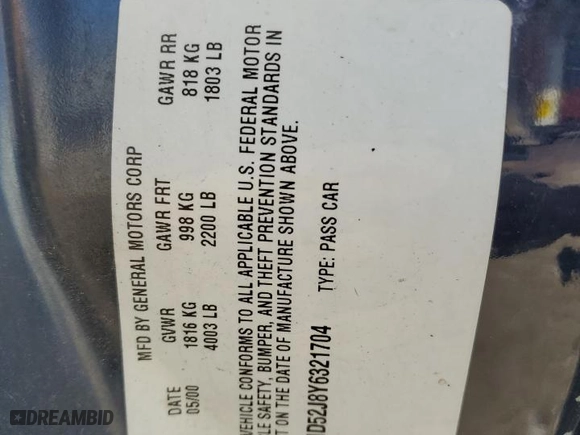 MFD BY GENERAL MOTORS CORP
DATE GVWR GAWR FRT GAWR RR
05/00 1816 KG 998 KG 818 KG
4003 LB 2200 LB 1803 LB
VEHICLE CONFORMS TO ALL APPLICABLE U.S. FEDERAL MOTOR
LE SAFETY, BUMPER, AND THEFT PREVENTION STANDARDS IN
T ON THE DATE OF MANUFACTURE SHOWN ABOVE.
D52J8Y6321704 TYPE: PASS CAR
DREAMBID